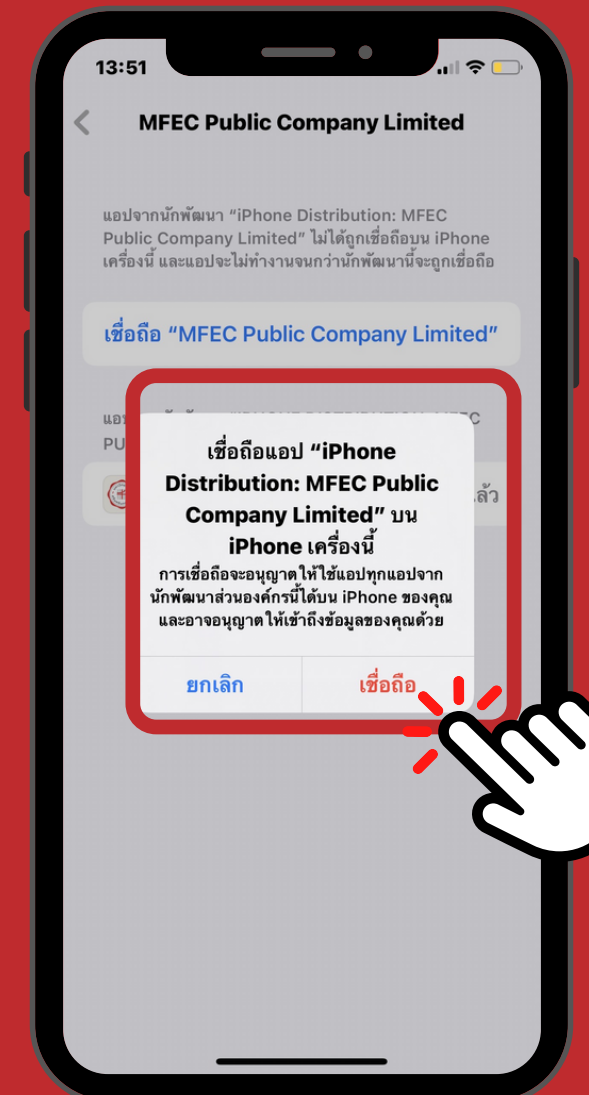 13:51
MFEC Public Company Limited
แอปจากนักพัฒนา “iPhone Distribution: MFEC
Public Company Limited” ไม่ได้ถูกเชื่อถือบน iPhone
เครื่องนี้ และแอปจะไม่ทำงานจนกว่านักพัฒนานี้จะถูกเชื่อถือ
เชื่อถือ “MFEC Public Company Limited”
เชื่อถือแอป “iPhone
Distribution: MFEC Public
Company Limited” บน
iPhone เครื่องนี้
การเชื่อถือจะอนุญาตให้ใช้แอปทุกแอปจาก
นักพัฒนาส่วนองค์กรนี้ได้บน iPhone ของคุณ
และอาจอนุญาตให้เข้าถึงข้อมูลของคุณด้วย
ยกเลิก เชื่อถือ